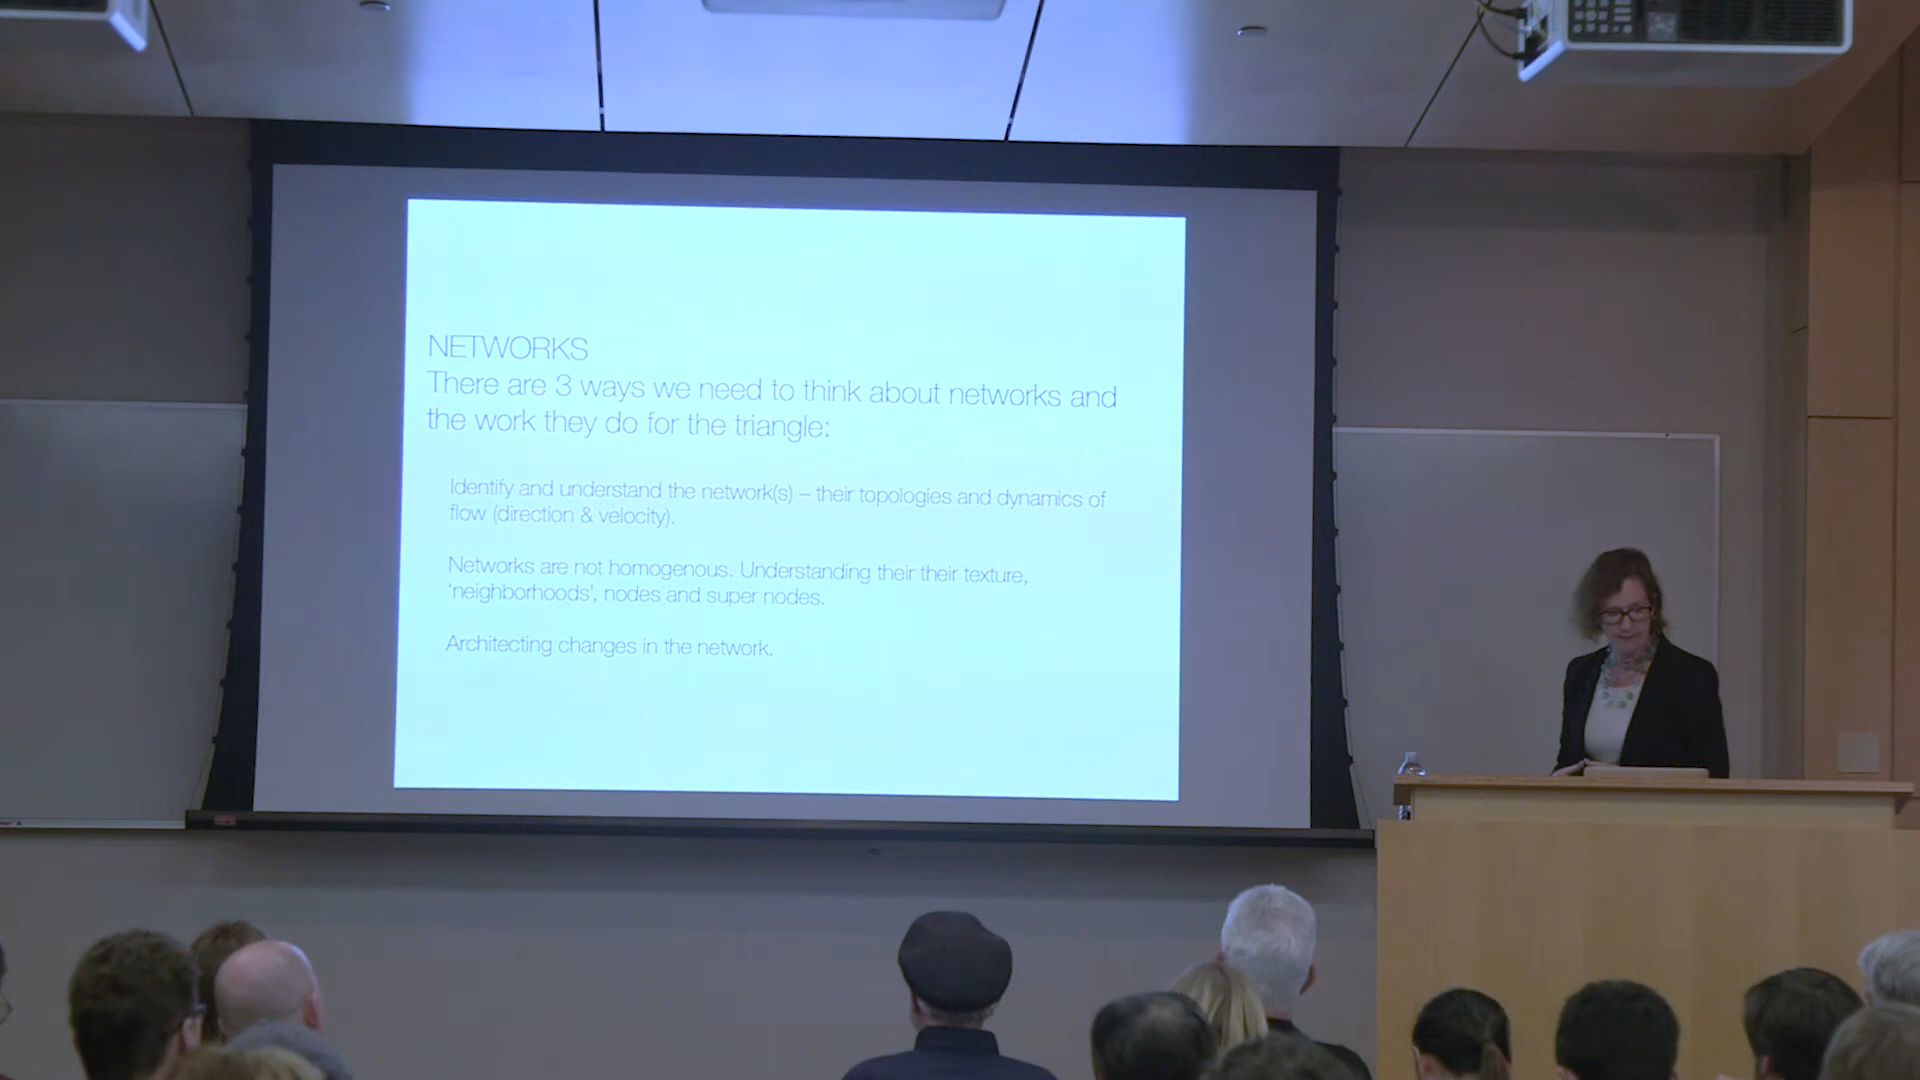 NETWORKS
There are 3 ways we need to think about networks and
the work they do for the triangle:
Identify and understand the network(s) – their topologies and dynamics of
flow (direction & velocity).
Networks are not homogenous. Understanding their their texture,
‘neighborhoods’, nodes and super nodes.
Architecting changes in the network.